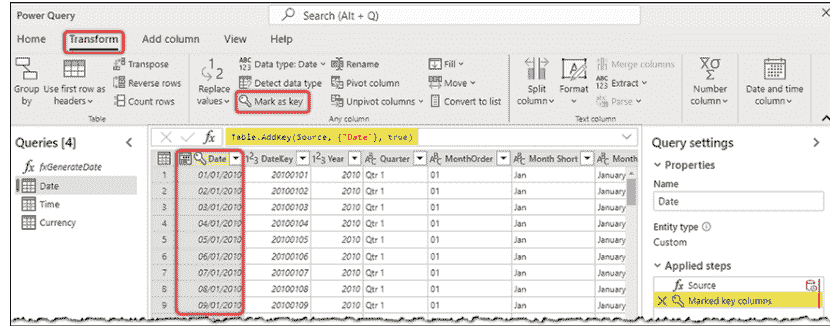 Power Query
Search (Alt + Q)
Home Transform Add column View Help
Group by
Use first row as headers
Transpose
Reverse rows
Count rows
Table
Replace values
Data type: Date
Detect data type
Mark as key
Rename
Pivot column
Unpivot columns
Fill
Move
Convert to list
Any column
Split column
Format
Merge columns
Extract
Parse
Text column
Number column
Date and time column
Queries [4]
fxGenerateDate
Date
Time
Currency
fx Table.AddKey(Source, {"Date"}, true)
Date DateKey Year Quarter MonthOrder Month Short Month
1 01/01/2010 20100101 2010 Qtr 1 01 Jan January
2 02/01/2010 20100102 2010 Qtr 1 01 Jan January
3 03/01/2010 20100103 2010 Qtr 1 01 Jan January
4 04/01/2010 20100104 2010 Qtr 1 01 Jan January
5 05/01/2010 20100105 2010 Qtr 1 01 Jan January
6 06/01/2010 20100106 2010 Qtr 1 01 Jan January
7 07/01/2010 20100107 2010 Qtr 1 01 Jan January
8 08/01/2010 20100108 2010 Qtr 1 01 Jan January
9 09/01/2010 20100109 2010 Qtr 1 01 Jan January
Query settings
Properties
Name
Date
Entity type
Custom
Applied steps
fx Source
Marked key columns